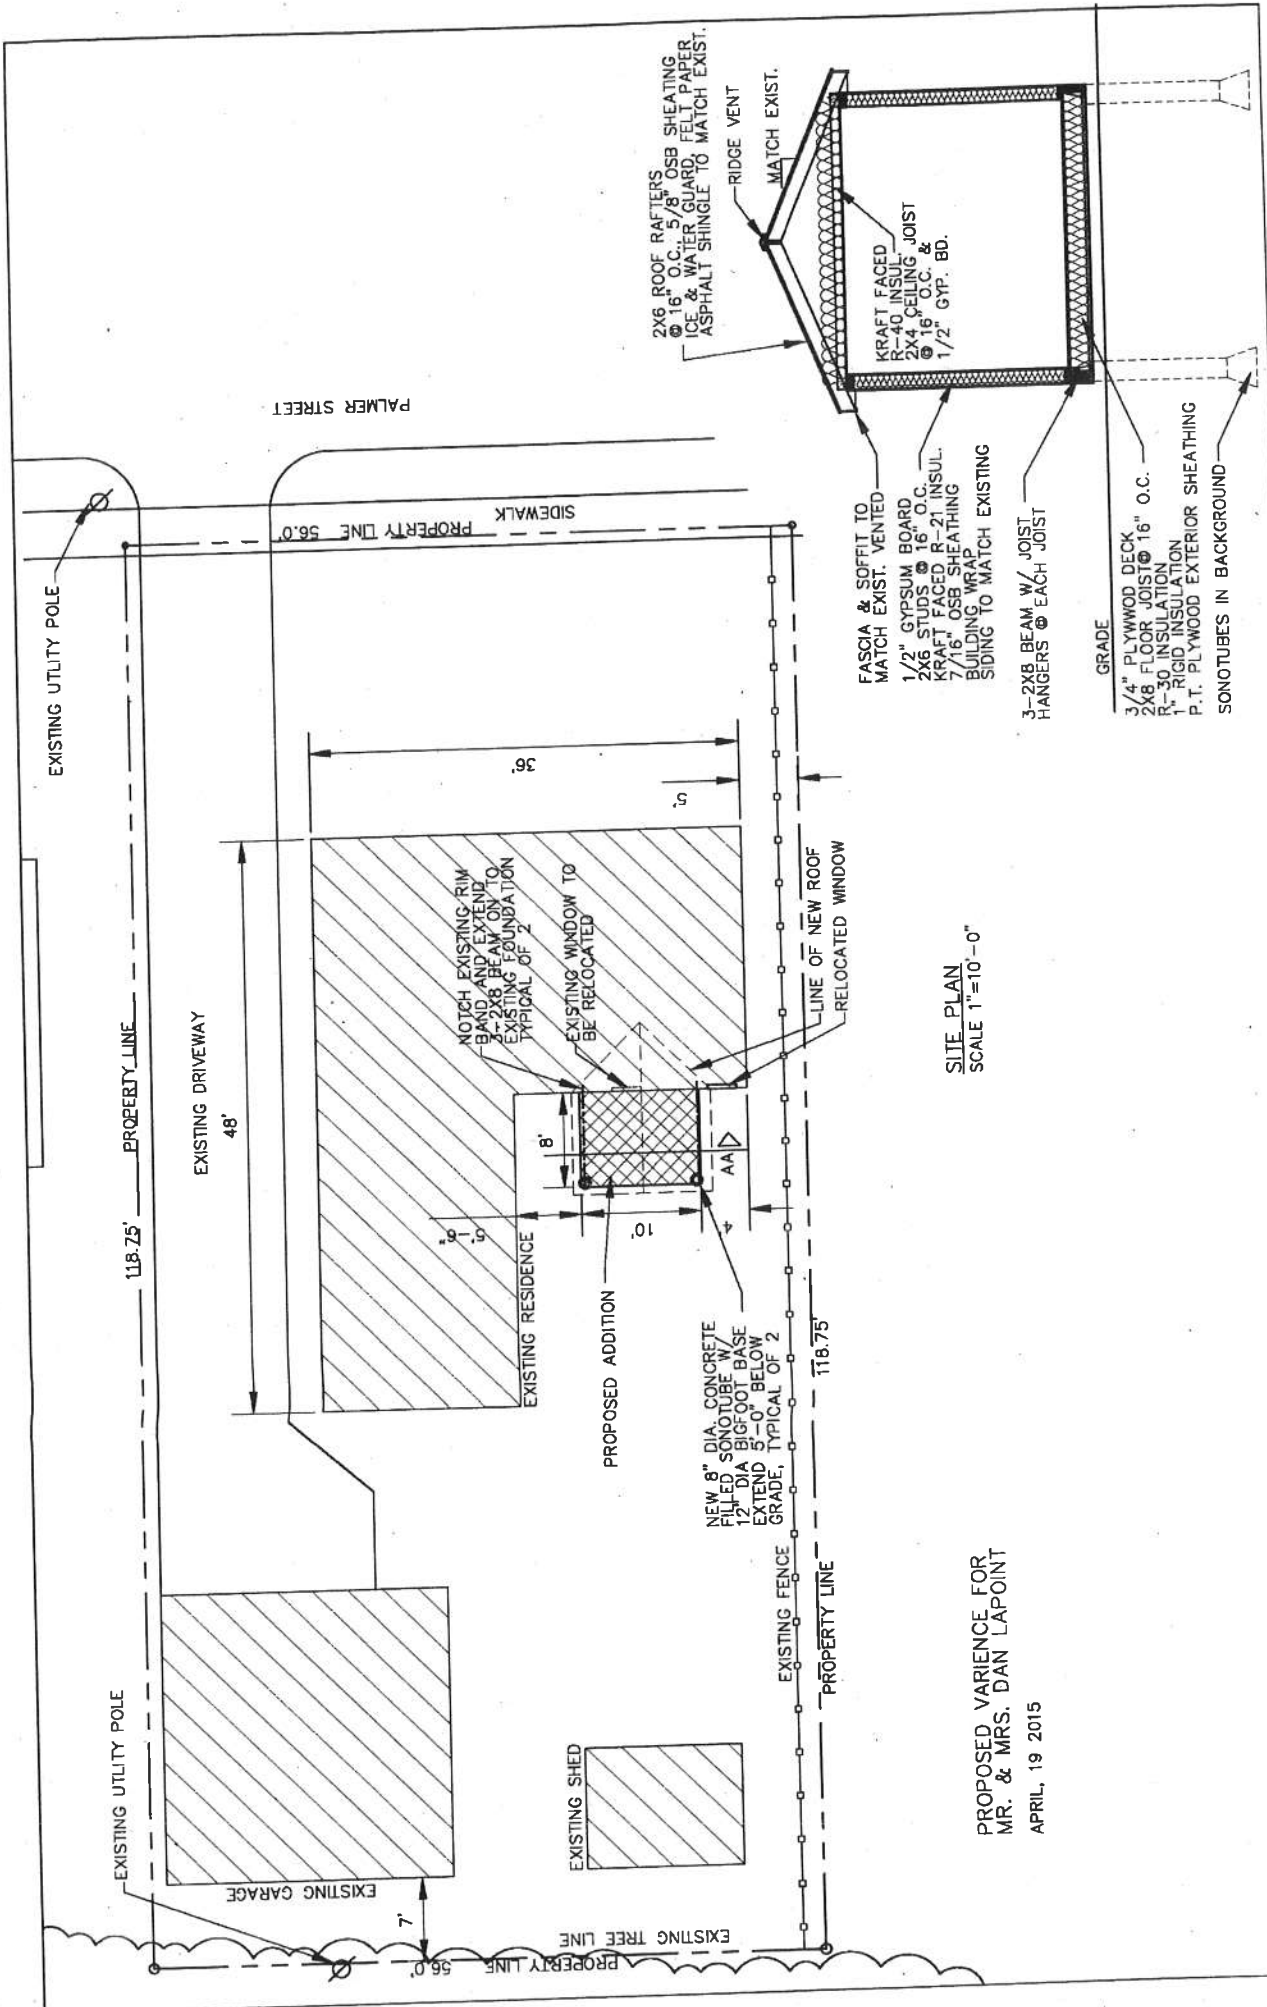 EXISTING UTLITY POLE
EXISTING UTLITY POLE
118.75' PROPERTY LINE
EXISTING DRIVEWAY
48'
PROPERTY LINE 56.0'
SIDEWALK
PALMER STREET
36'
5'
EXISTING GARAGE
7'
PROPERTY LINE 56.0'
EXISTING TREE LINE
EXISTING SHED
EXISTING RESIDENCE
PROPOSED ADDITION
5'-6"
10'
4'
8'
AA
NOTCH EXISTING RIM
BAND AND EXTEND
3-2X8 BEAM ON TO
EXISTING FOUNDATION
TYPICAL OF 2
EXISTING WINDOW TO
BE RELOCATED
LINE OF NEW ROOF
RELOCATED WINDOW
NEW 8" DIA. CONCRETE
FILLED SONOTUBE W/
12" DIA BIGFOOT BASE
EXTEND 5'-0" BELOW
GRADE, TYPICAL OF 2
EXISTING FENCE
PROPERTY LINE
118.75'
SITE PLAN
SCALE 1"=10'-0"
PROPOSED VARIENCE FOR
MR. & MRS. DAN LAPOINT
APRIL, 19 2015
2X6 ROOF RAFTERS
@ 16" O.C. 5/8" OSB SHEATING
ICE & WATER GUARD, FELT PAPER
ASPHALT SHINGLE TO MATCH EXIST.
RIDGE VENT
MATCH EXIST.
KRAFT FACED
R-40 INSUL.
2X4 CEILING JOIST
@ 16" O.C. &
1/2" GYP. BD.
FASCIA & SOFFIT TO
MATCH EXIST. VENTED
1/2" GYPSUM BOARD
2X6 STUDS @ 16" O.C.
KRAFT FACED R-21 INSUL.
7/16" OSB SHEATHING
BUILDING WRAP
SIDING TO MATCH EXISTING
3-2X8 BEAM W/ JOIST
HANGERS @ EACH JOIST
GRADE
3/4" PLYWWOD DECK
2X8 FLOOR JOIST@ 16" O.C.
R-30 INSULATION
1" RIGID INSULATION
P.T. PLYWOOD EXTERIOR SHEATHING
SONOTUBES IN BACKGROUND